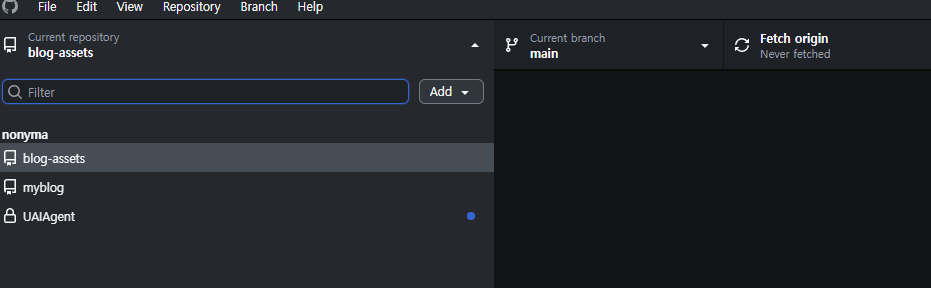 File Edit View Repository Branch Help
Current repository
blog-assets
Current branch
main
Fetch origin
Never fetched
Filter
Add
nonyma
blog-assets
myblog
UAIAgent